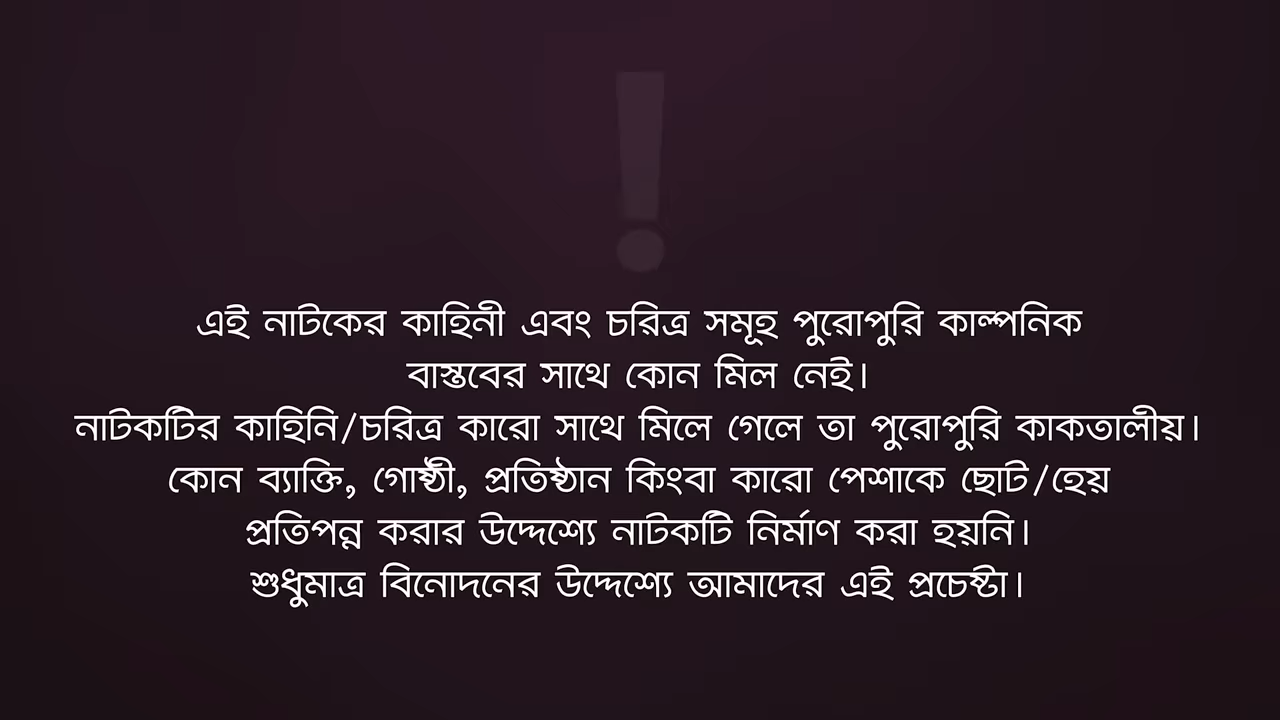 এই নাটকের কাহিনী এবং চরিত্র সমূহ পুরোপুরি কাল্পনিক
বাস্তবের সাথে কোন মিল নেই।
নাটকটির কাহিনি/চরিত্র কারো সাথে মিলে গেলে তা পুরোপুরি কাকতালীয়।
কোন ব্যাক্তি, গোষ্ঠী, প্রতিষ্ঠান কিংবা কারো পেশাকে ছোট/হেয়
প্রতিপন্ন করার উদ্দেশ্যে নাটকটি নির্মাণ করা হয়নি।
শুধুমাত্র বিনোদনের উদ্দেশ্যে আমাদের এই প্রচেষ্টা।